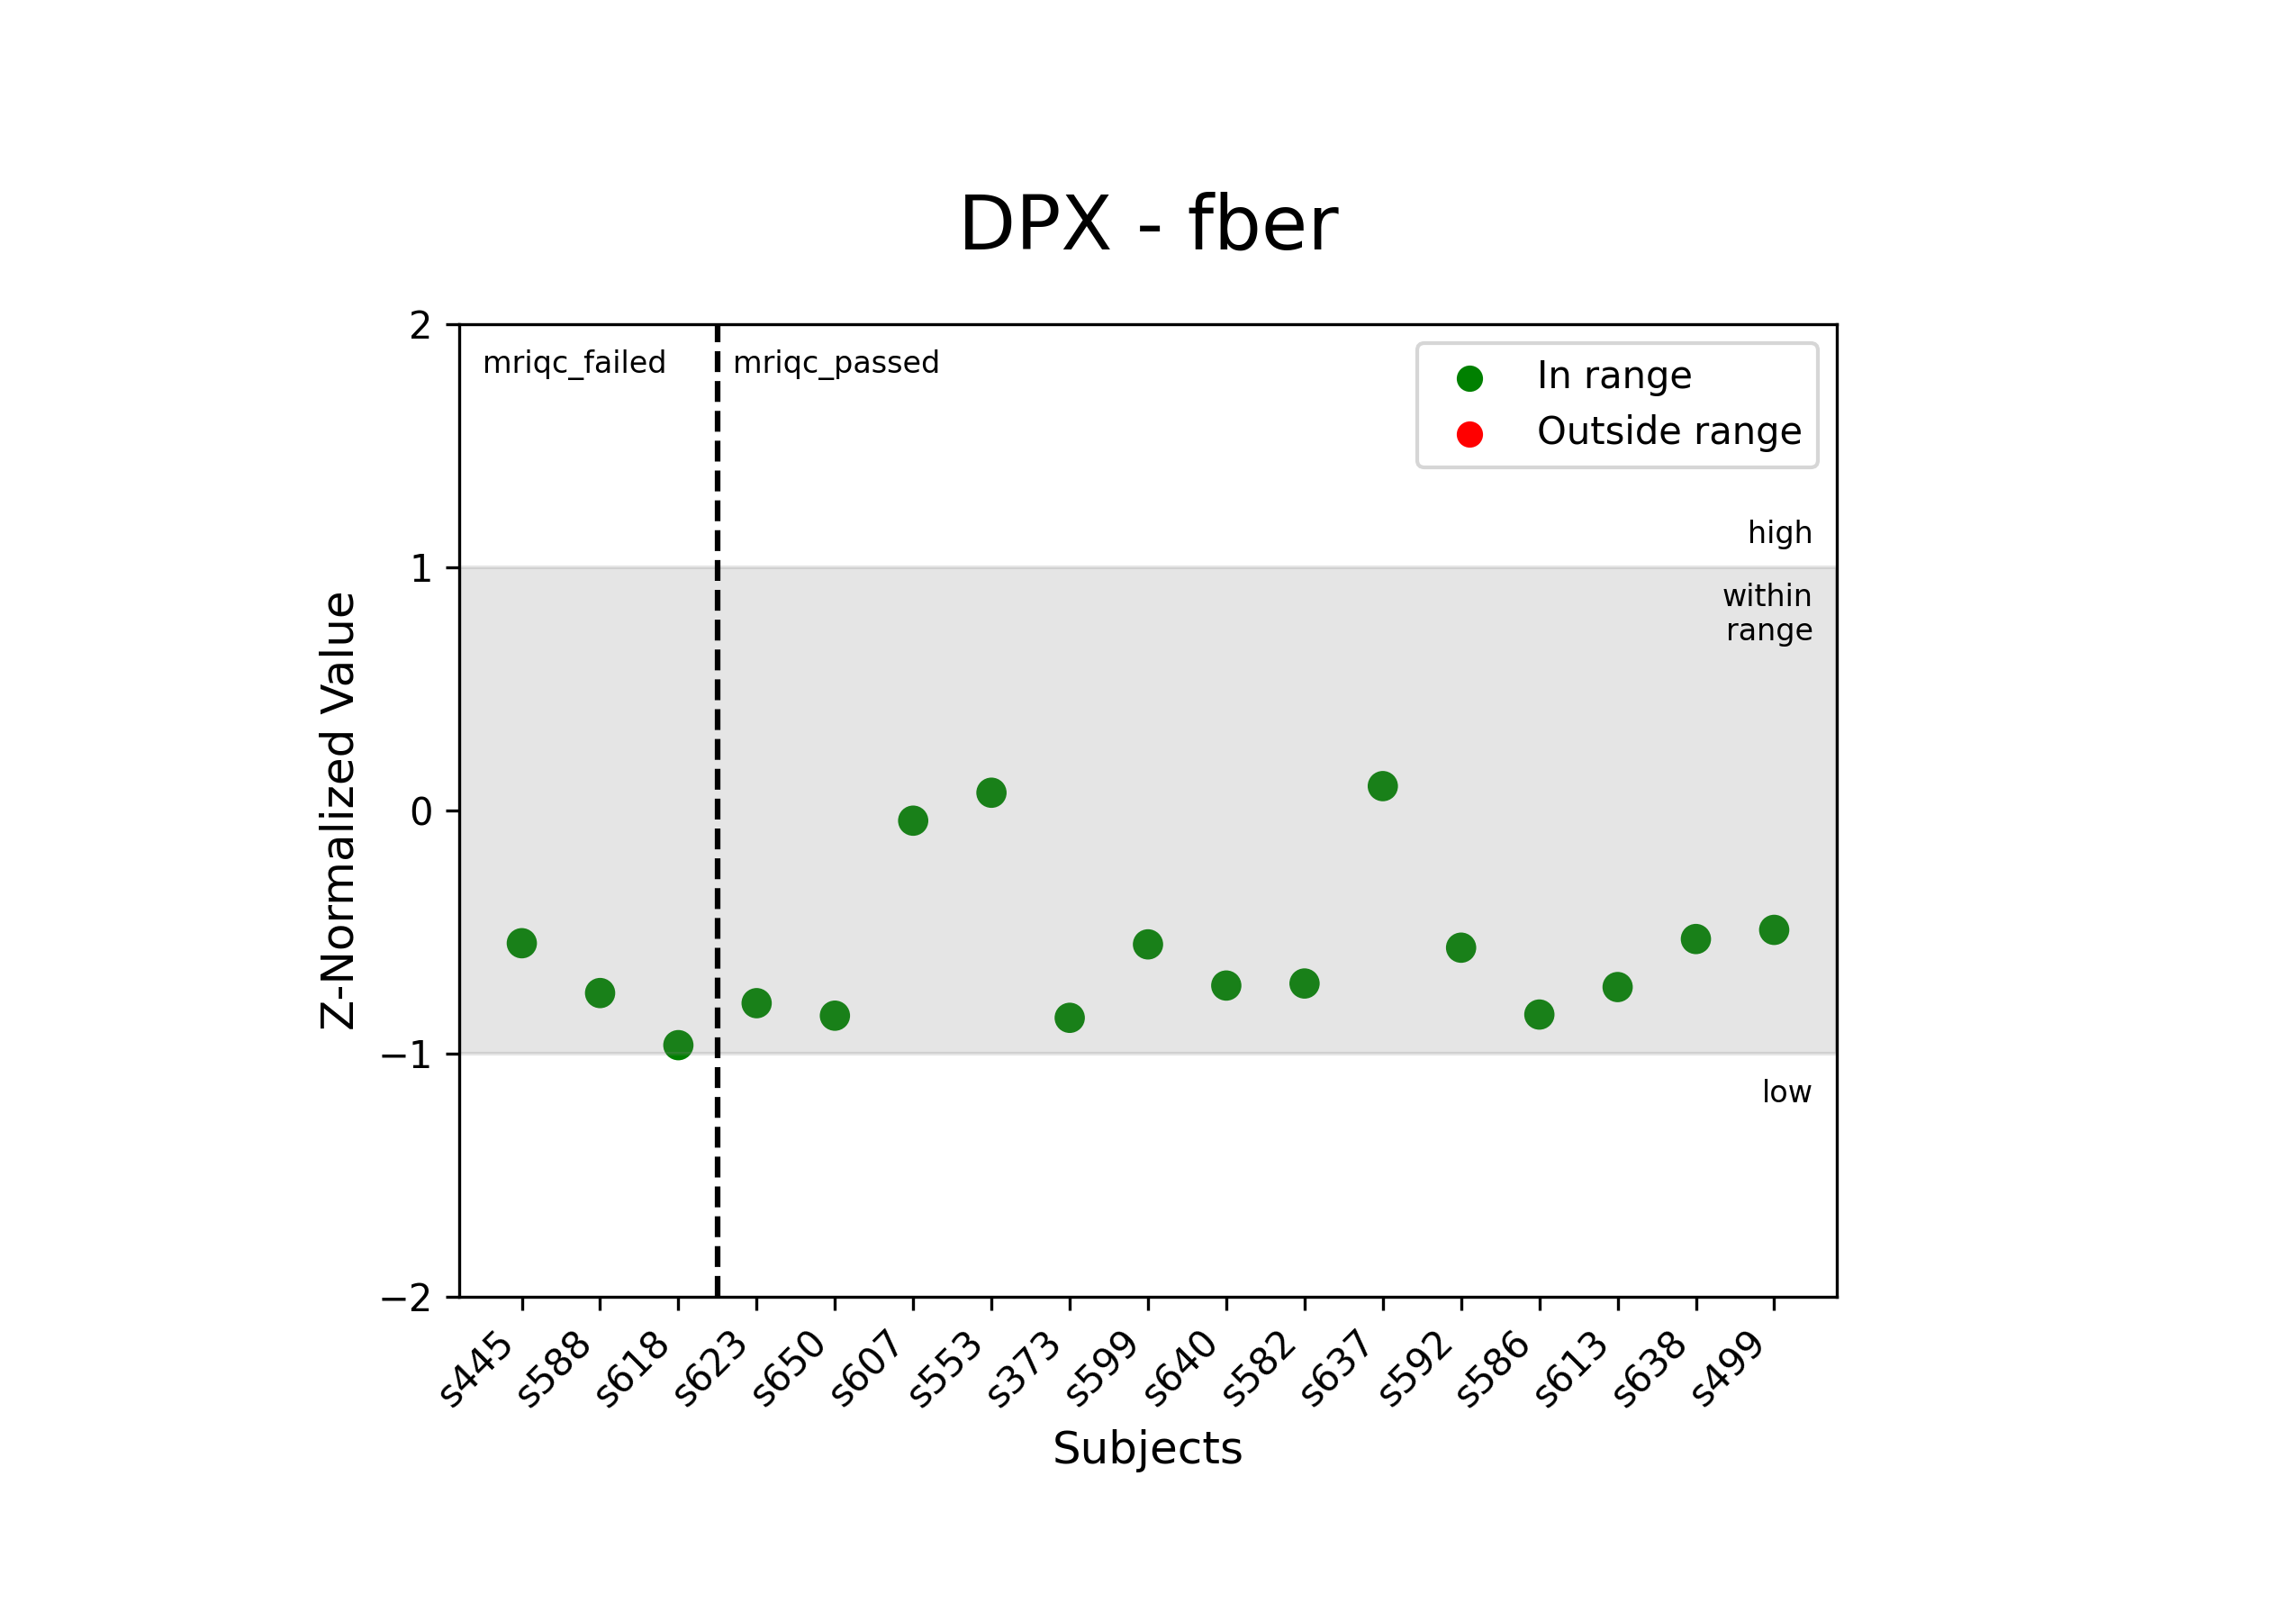 DPX - fber
2
mriqc_failed
mriqc_passed
In range
Outside range
high
1
within
range
Z-Normalized Value
0
−1
low
−2
s445
s588
s618
s623
s650
s607
s553
s373
s599
s640
s582
s637
s592
s586
s613
s638
s499
Subjects